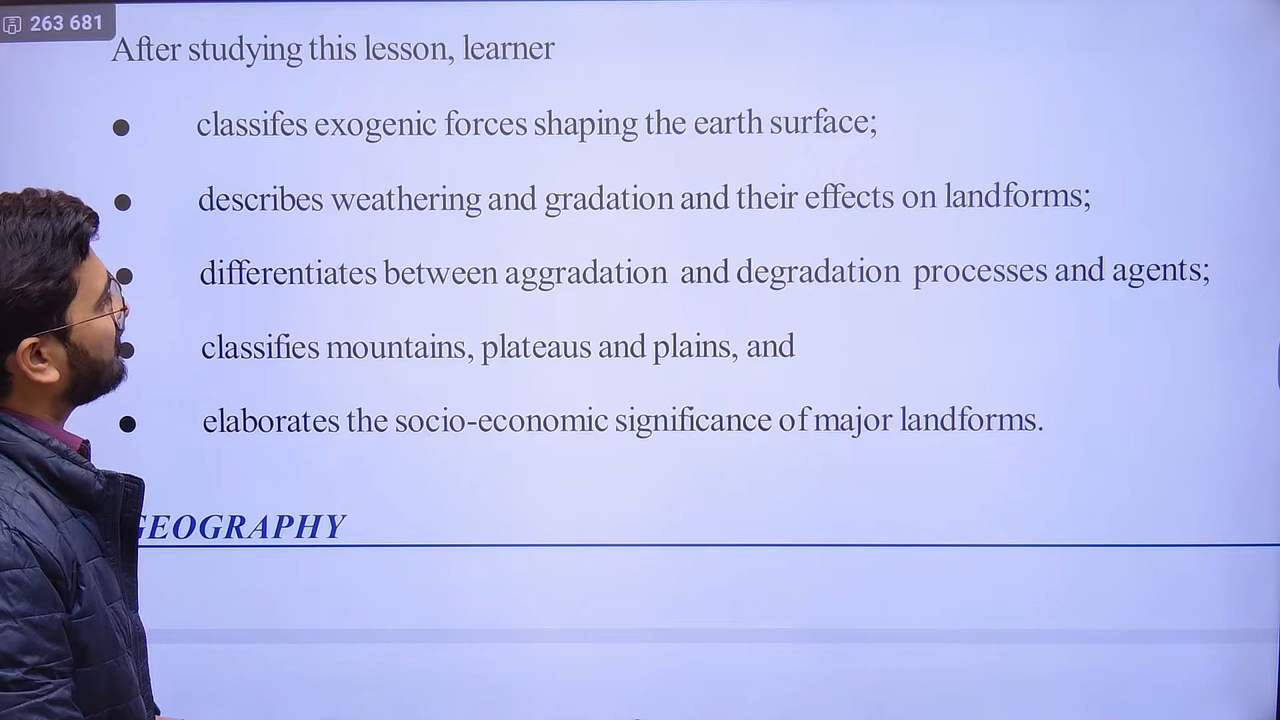 263 681
After studying this lesson, learner
● classifes exogenic forces shaping the earth surface;
● describes weathering and gradation and their effects on landforms;
● differentiates between aggradation and degradation processes and agents;
● classifies mountains, plateaus and plains, and
● elaborates the socio-economic significance of major landforms.
GEOGRAPHY